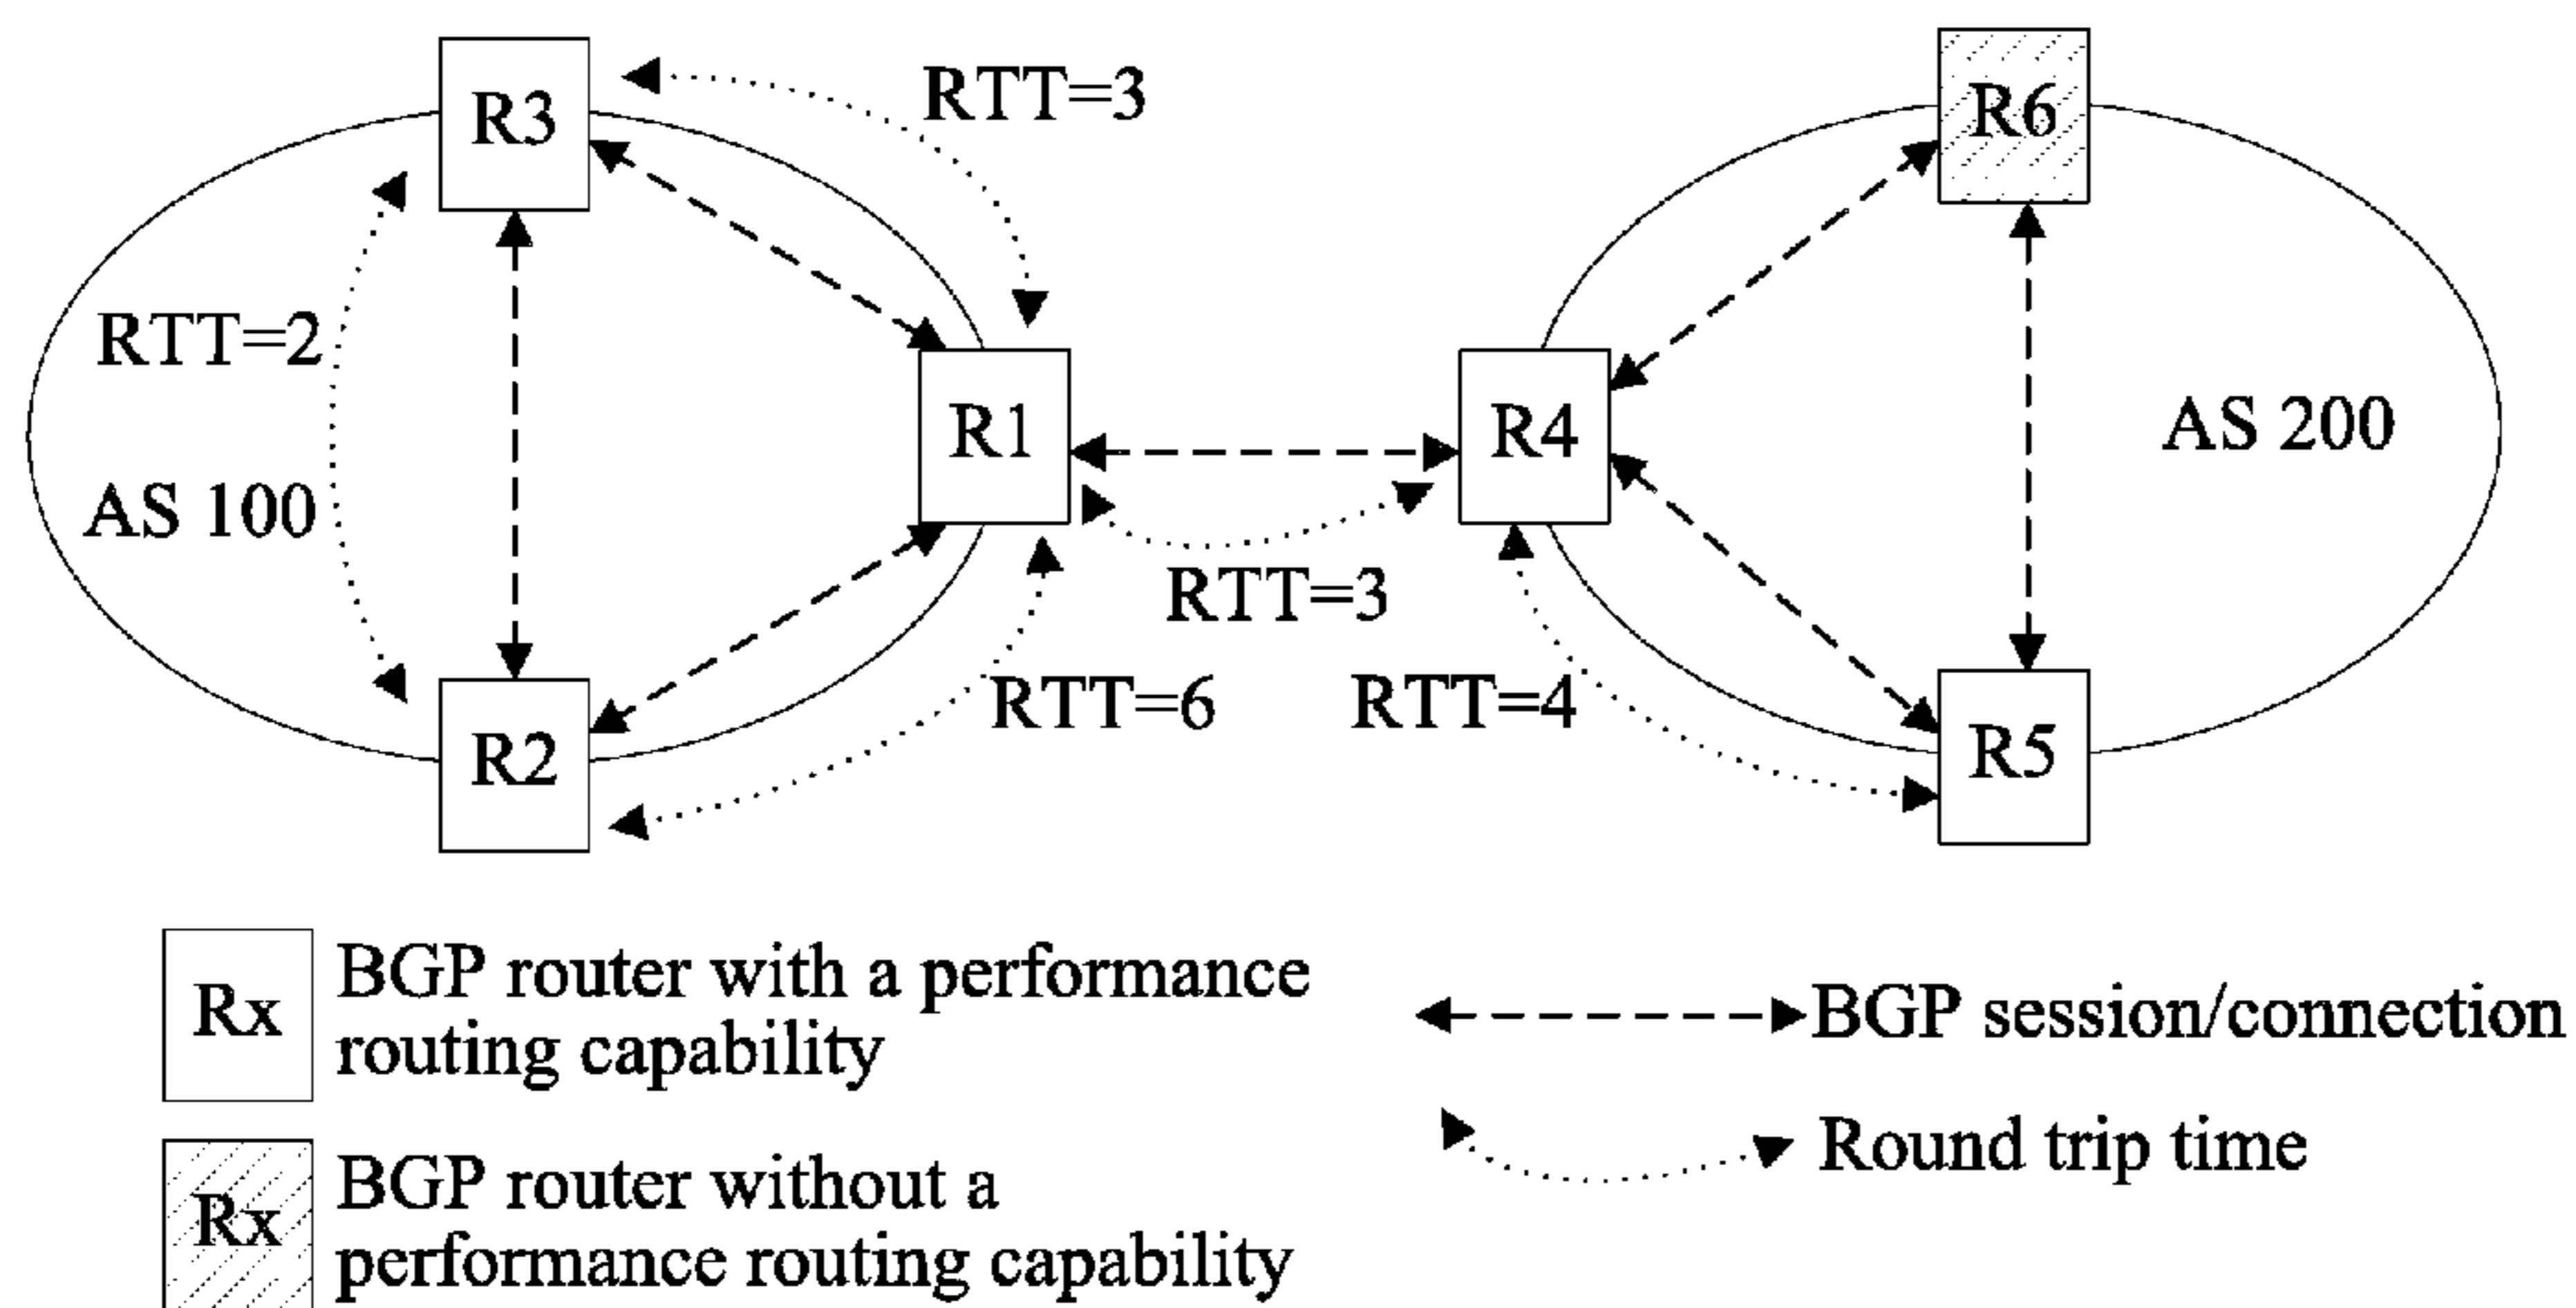 R3
RTT=3
R6
RTT=2
R1
R4
AS 200
AS 100
RTT=3
RTT=6
RTT=4
R2
R5
Rx
BGP router with a performance
routing capability
BGP session/connection
Rx
BGP router without a
performance routing capability
Round trip time